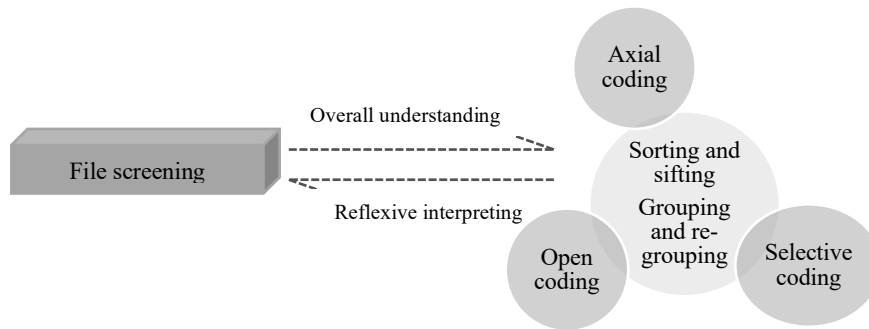 Axial
coding
Overall understanding
File screening
Sorting and
sifting
Grouping
and re-
grouping
Reflexive interpreting
Open
coding
Selective
coding